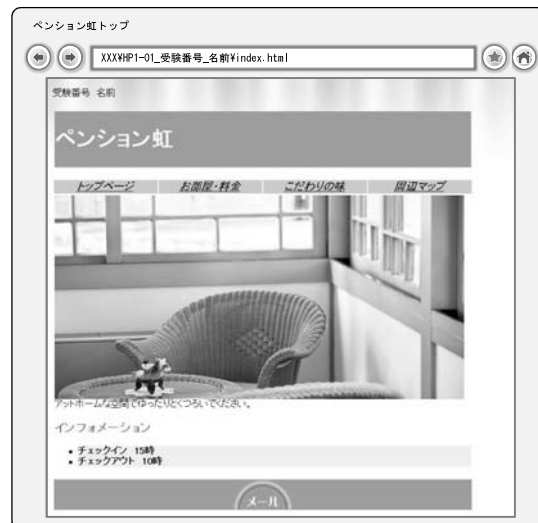 ペンション虹トップ
XXX¥HP1-01_受験番号_名前¥index.html
受験番号 名前
ペンション虹
トップページ お部屋・料金 こだわりの味 周辺マップ
アットホームな空間でゆったりとくつろいでください。
インフォメーション
• チェックイン 15時
• チェックアウト 10時
メール